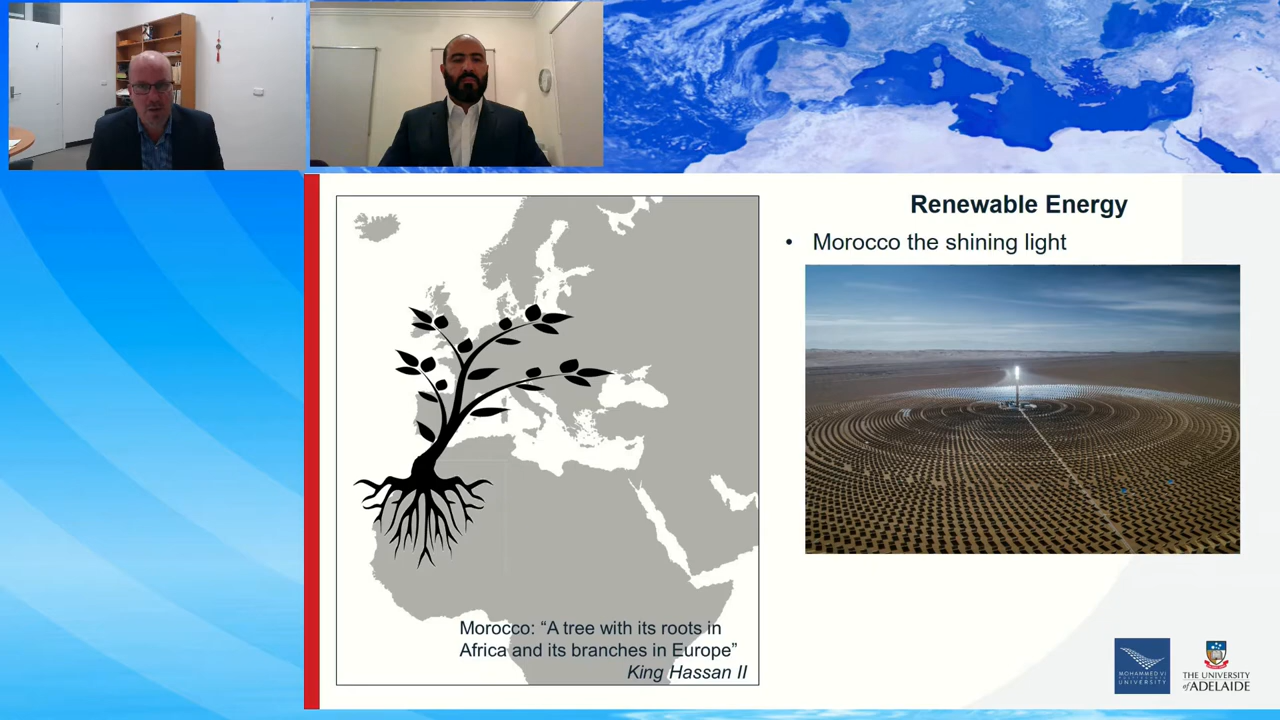 Renewable Energy
• Morocco the shining light
Morocco: “A tree with its roots in
Africa and its branches in Europe”
King Hassan II
MOHAMMED VI
UNIVERSITY
THE UNIVERSITY
of ADELAIDE